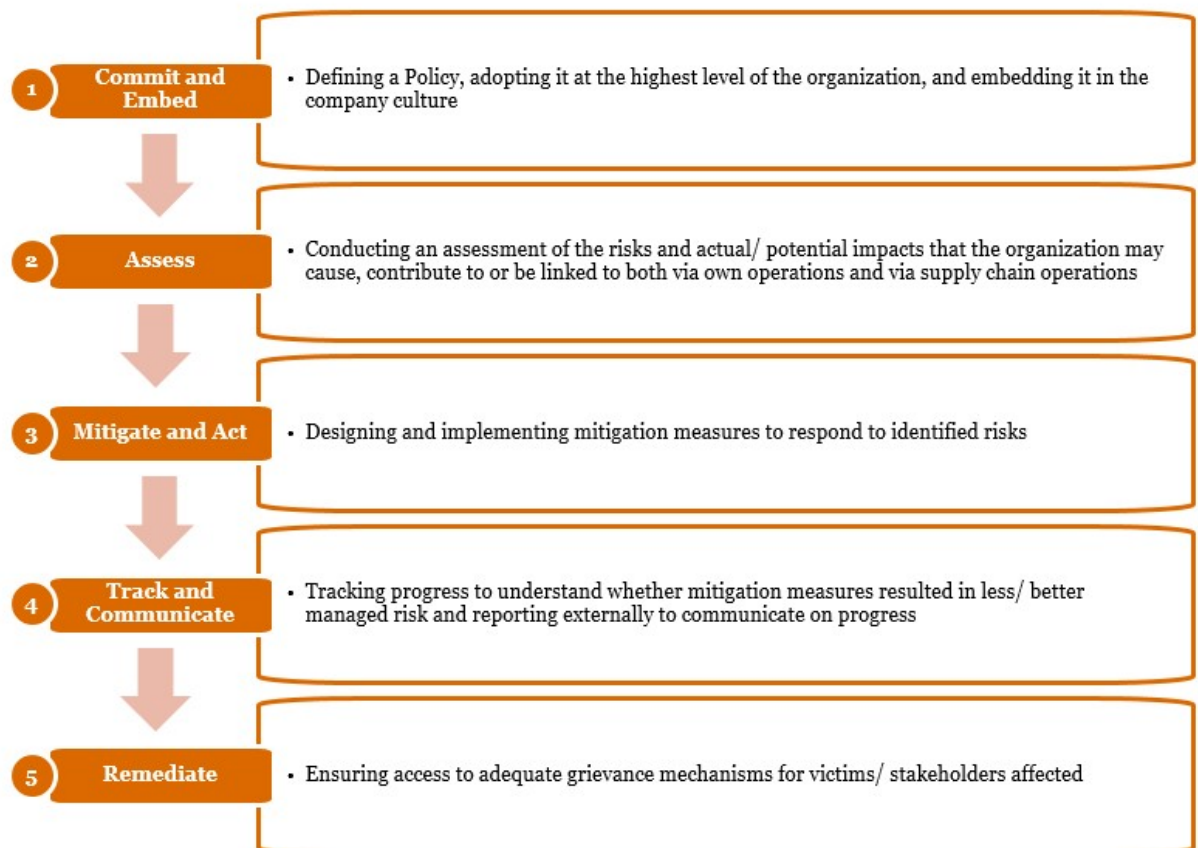 1
Commit and
Embed
• Defining a Policy, adopting it at the highest level of the organization, and embedding it in the
company culture
2
Assess
• Conducting an assessment of the risks and actual/ potential impacts that the organization may
cause, contribute to or be linked to both via own operations and via supply chain operations
3
Mitigate and Act
• Designing and implementing mitigation measures to respond to identified risks
4
Track and
Communicate
• Tracking progress to understand whether mitigation measures resulted in less/ better
managed risk and reporting externally to communicate on progress
5
Remediate
• Ensuring access to adequate grievance mechanisms for victims/ stakeholders affected